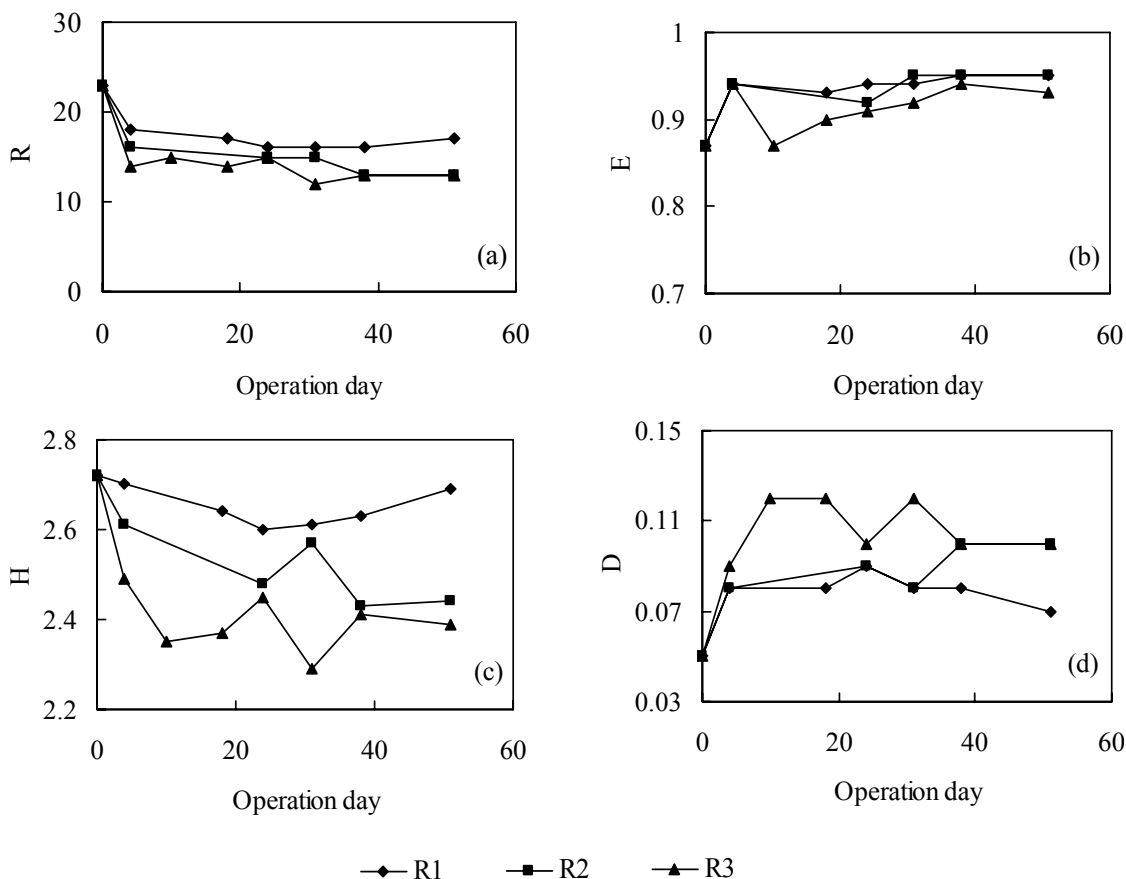 30
20
10
0
R
(a)
0 20 40 60
Operation day
1
0.9
0.8
0.7
E
(b)
0 20 40 60
Operation day
2.8
2.6
2.4
2.2
H
(c)
0 20 40 60
Operation day
0.15
0.11
0.07
0.03
D
(d)
0 20 40 60
Operation day
R1 R2 R3